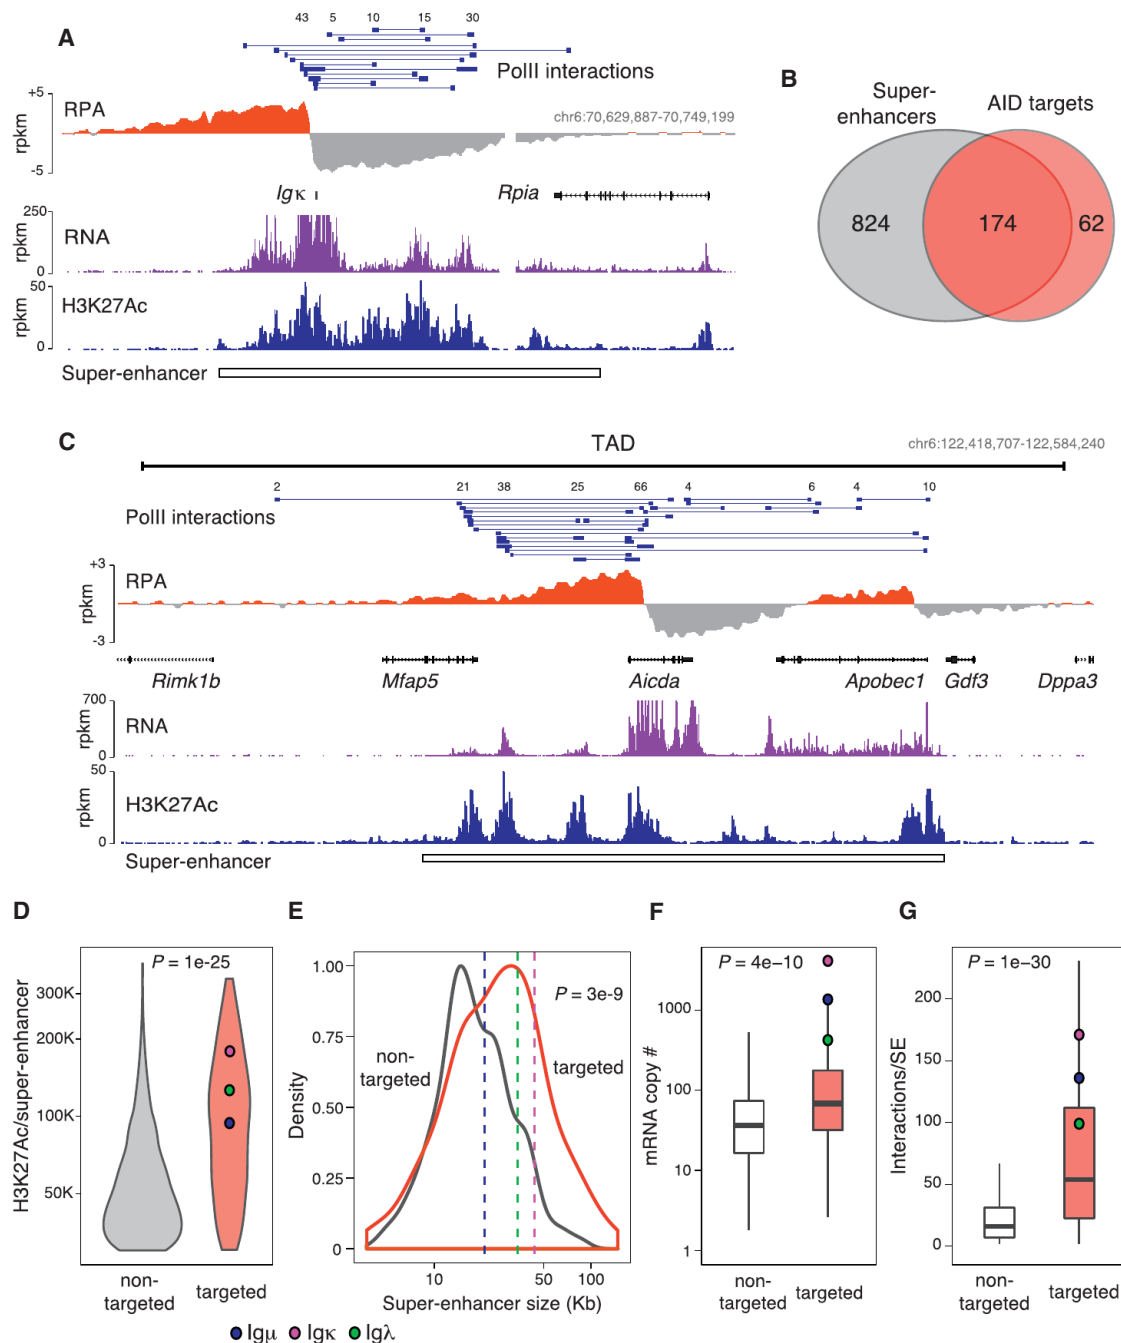 A
43 5 10 15 30
PolII interactions
+5
RPA
rpkm
-5
chr6:70,629,887-70,749,199
Igκ
Rpia
250
RNA
rpkm
0
50
H3K27Ac
rpkm
0
Super-enhancer
B
Super-
enhancers
AID targets
824
174
62
C
TAD
chr6:122,418,707-122,584,240
2 21 38 25 66 4 6 4 10
PolII interactions
+3
RPA
rpkm
-3
Rimk1b
Mfap5
Aicda
Apobec1
Gdf3
Dppa3
700
RNA
rpkm
0
50
H3K27Ac
rpkm
0
Super-enhancer
D
P = 1e-25
H3K27Ac/super-enhancer
300K
200K
100K
50K
non-
targeted
targeted
E
1.00
0.75
0.50
0.25
0
Density
P = 3e-9
non-
targeted
targeted
10 50 100
Super-enhancer size (Kb)
F
P = 4e–10
mRNA copy #
1000
100
10
1
non-
targeted
targeted
G
P = 1e–30
Interactions/SE
200
150
100
50
0
non-
targeted
targeted
Igμ Igκ Igλ